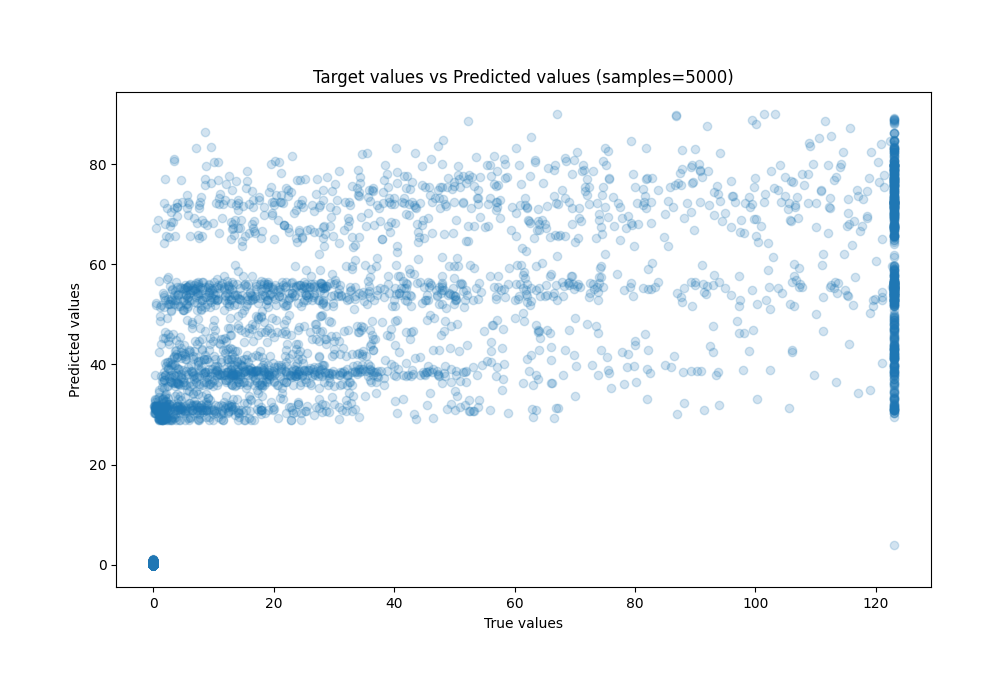 Target values vs Predicted values (samples=5000)
Predicted values
80
60
40
20
0
0 20 40 60 80 100 120
True values